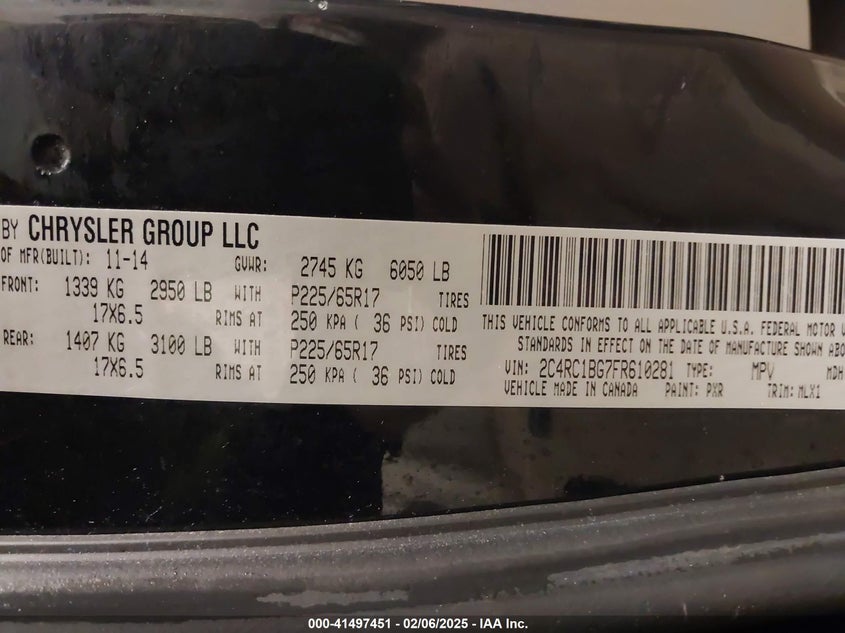 BY CHRYSLER GROUP LLC
OF MFR(BUILT): 11-14 GVWR: 2745 KG 6050 LB
FRONT: 1339 KG 2950 LB WITH P225/65R17 TIRES
17X6.5 RIMS AT 250 KPA ( 36 PSI) COLD
REAR: 1407 KG 3100 LB WITH P225/65R17 TIRES
17X6.5 RIMS AT 250 KPA ( 36 PSI) COLD
THIS VEHICLE CONFORMS TO ALL APPLICABLE U.S.A. FEDERAL MOTOR V
STANDARDS IN EFFECT ON THE DATE OF MANUFACTURE SHOWN ABO
VIN: 2C4RC1BG7FR610281 TYPE: MPV MDH
VEHICLE MADE IN CANADA PAINT: PXR TRIM: MLX1
000-41497451 - 02/06/2025 - IAA Inc.